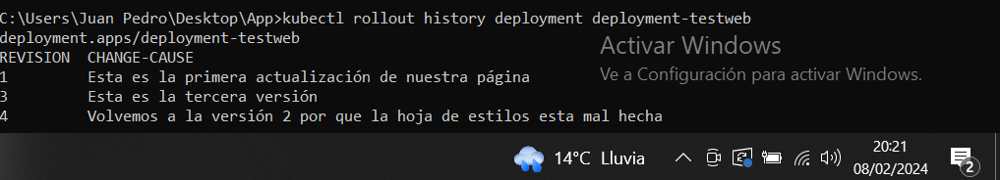 C:\Users\Juan Pedro\Desktop\App>kubectl rollout history deployment deployment-testweb
deployment.apps/deployment-testweb
REVISION  CHANGE-CAUSE
1         Esta es la primera actualización de nuestra página
3         Esta es la tercera versión
4         Volvemos a la versión 2 por que la hoja de estilos esta mal hecha
Activar Windows
Ve a Configuración para activar Windows.
14°C  Lluvia
20:21
08/02/2024
2